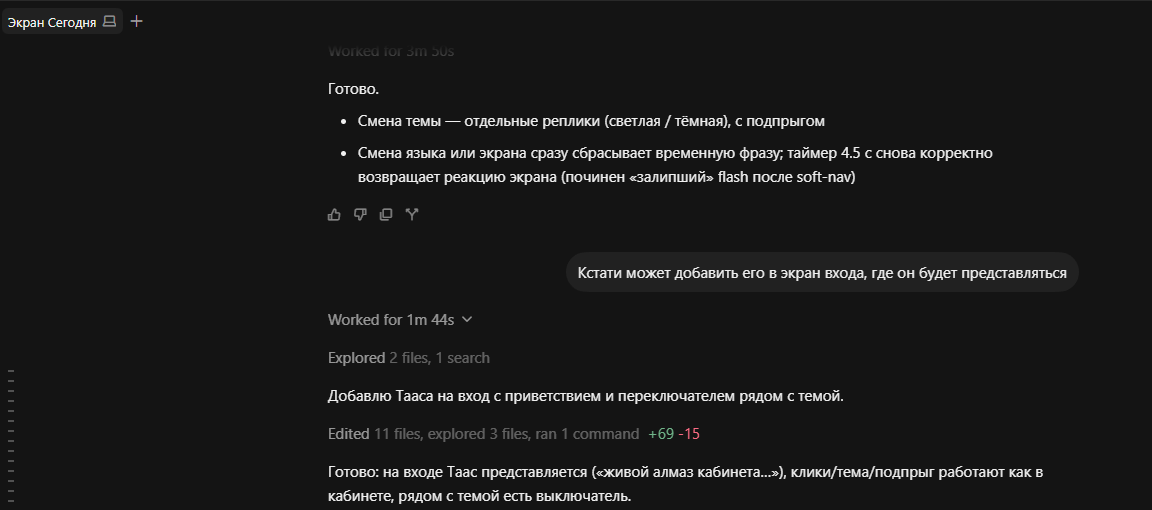 Экран Сегодня
Worked for 3m 50s
Готово.
Смена темы — отдельные реплики (светлая / тёмная), с подпрыгом
Смена языка или экрана сразу сбрасывает временную фразу; таймер 4.5 с снова корректно
возвращает реакцию экрана (починен «залипший» flash после soft-nav)
Кстати может добавить его в экран входа, где он будет представляться
Worked for 1m 44s
Explored 2 files, 1 search
Добавлю Тааса на вход с приветствием и переключателем рядом с темой.
Edited 11 files, explored 3 files, ran 1 command +69 -15
Готово: на входе Таас представляется («живой алмаз кабинета...»), клики/тема/подпрыг работают как в
кабинете, рядом с темой есть выключатель.